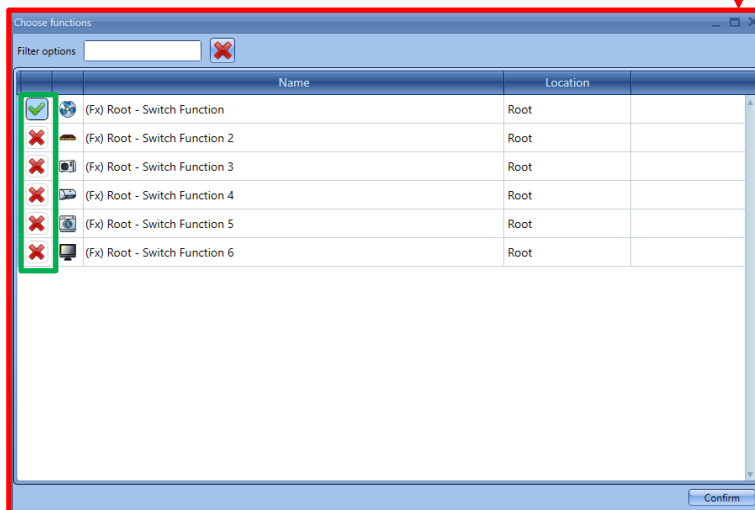 Choose functions
Filter options
Name Location
(Fx) Root - Switch Function Root
(Fx) Root - Switch Function 2 Root
(Fx) Root - Switch Function 3 Root
(Fx) Root - Switch Function 4 Root
(Fx) Root - Switch Function 5 Root
(Fx) Root - Switch Function 6 Root
Confirm